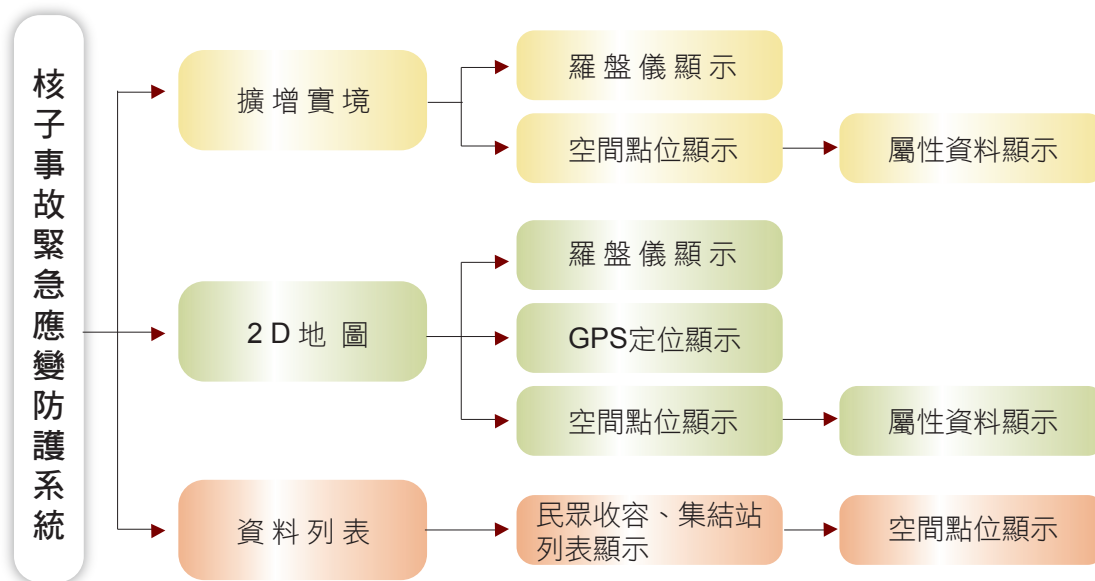 核子事故緊急應變防護系統
擴增實境
羅盤儀顯示
空間點位顯示
屬性資料顯示
2D地圖
羅盤儀顯示
GPS定位顯示
空間點位顯示
屬性資料顯示
資料列表
民眾收容、集結站
列表顯示
空間點位顯示